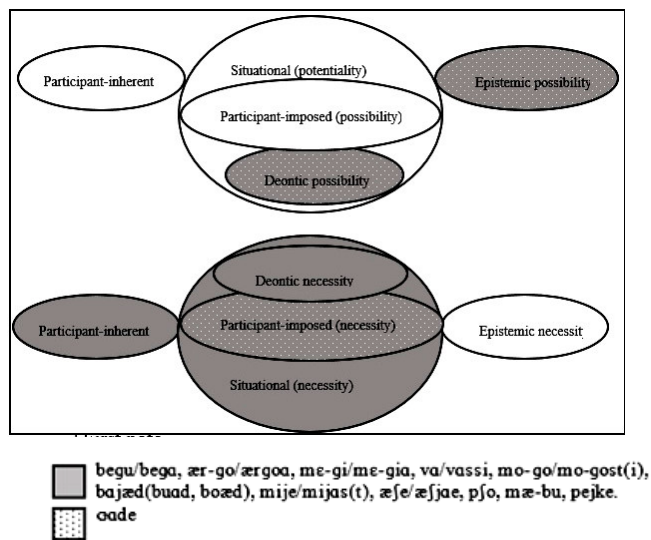 Participant-inherent
Situational (potentiality)
Epistemic possibility
Participant-imposed (possibility)
Deontic possibility
Deontic necessity
Participant-inherent
Participant-imposed (necessity)
Epistemic necessit
Situational (necessity)
begu/bega, ær-go/ærgoa, mɛ-gi/mɛ-gia, va/vassi, mo-go/mo-gost(i),
bajæd(buad, boæd), mije/mijas(t), æʃe/æʃjae, pʃo, mæ-bu, pejke.